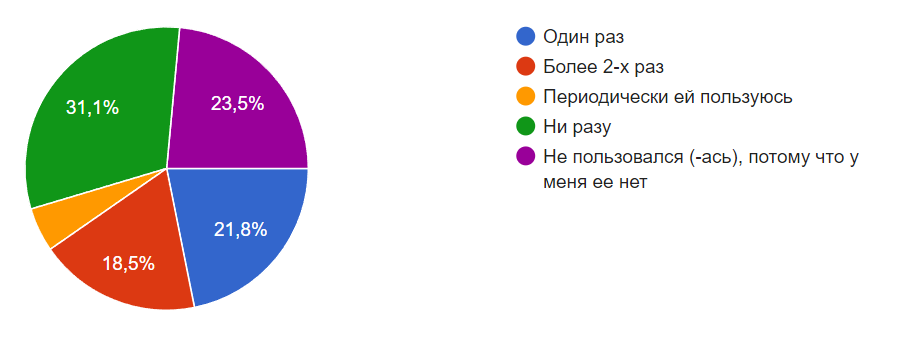 31,1%
23,5%
21,8%
18,5%
Один раз
Более 2-х раз
Периодически ей пользуюсь
Ни разу
Не пользовался (-ась), потому что у
меня ее нет